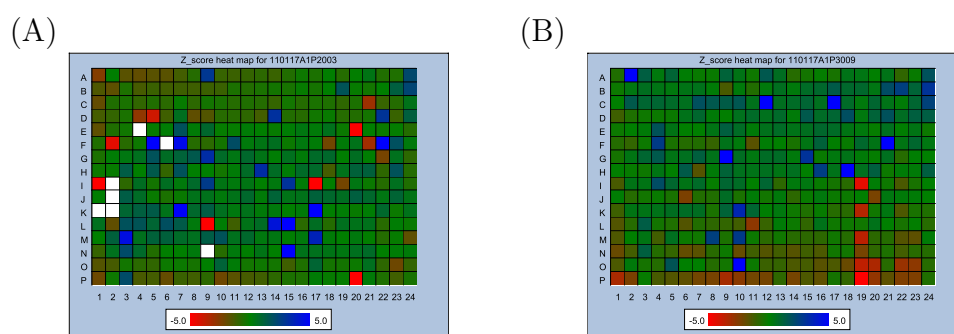 (A)
Z_score heat map for 110117A1P2003
A
B
C
D
E
F
G
H
I
J
K
L
M
N
O
P
1 2 3 4 5 6 7 8 9 10 11 12 13 14 15 16 17 18 19 20 21 22 23 24
-5.0 5.0
(B)
Z_score heat map for 110117A1P3009
A
B
C
D
E
F
G
H
I
J
K
L
M
N
O
P
1 2 3 4 5 6 7 8 9 10 11 12 13 14 15 16 17 18 19 20 21 22 23 24
-5.0 5.0